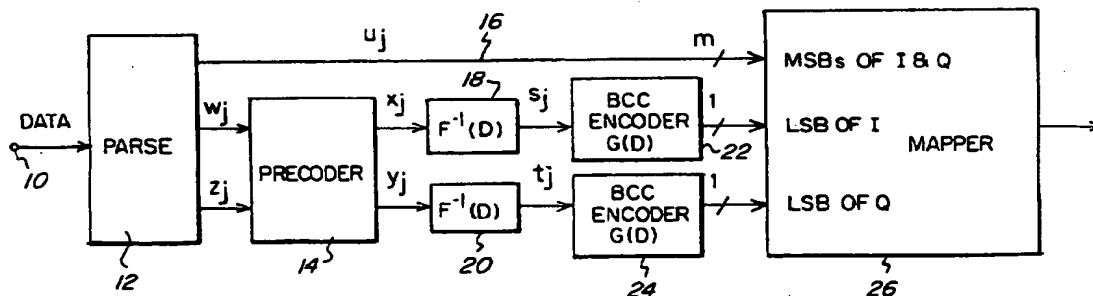 u_j
16
m
MSBs OF I & Q
18
DATA
w_j
x_j
F^-1(D)
s_j
BCC ENCODER G(D)
1
22
LSB OF I
10
PARSE
PRECODER
MAPPER
z_j
y_j
F^-1(D)
t_j
BCC ENCODER G(D)
1
LSB OF Q
12
14
20
24
26